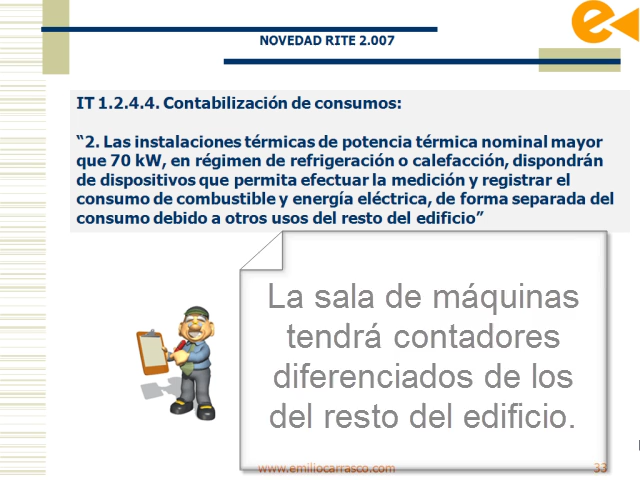 NOVEDAD RITE 2.007
IT 1.2.4.4. Contabilización de consumos:
“2. Las instalaciones térmicas de potencia térmica nominal mayor
que 70 kW, en régimen de refrigeración o calefacción, dispondrán
de dispositivos que permita efectuar la medición y registrar el
consumo de combustible y energía eléctrica, de forma separada del
consumo debido a otros usos del resto del edificio”
La sala de máquinas
tendrá contadores
diferenciados de los
del resto del edificio.
www.emiliocarrasco.com
33